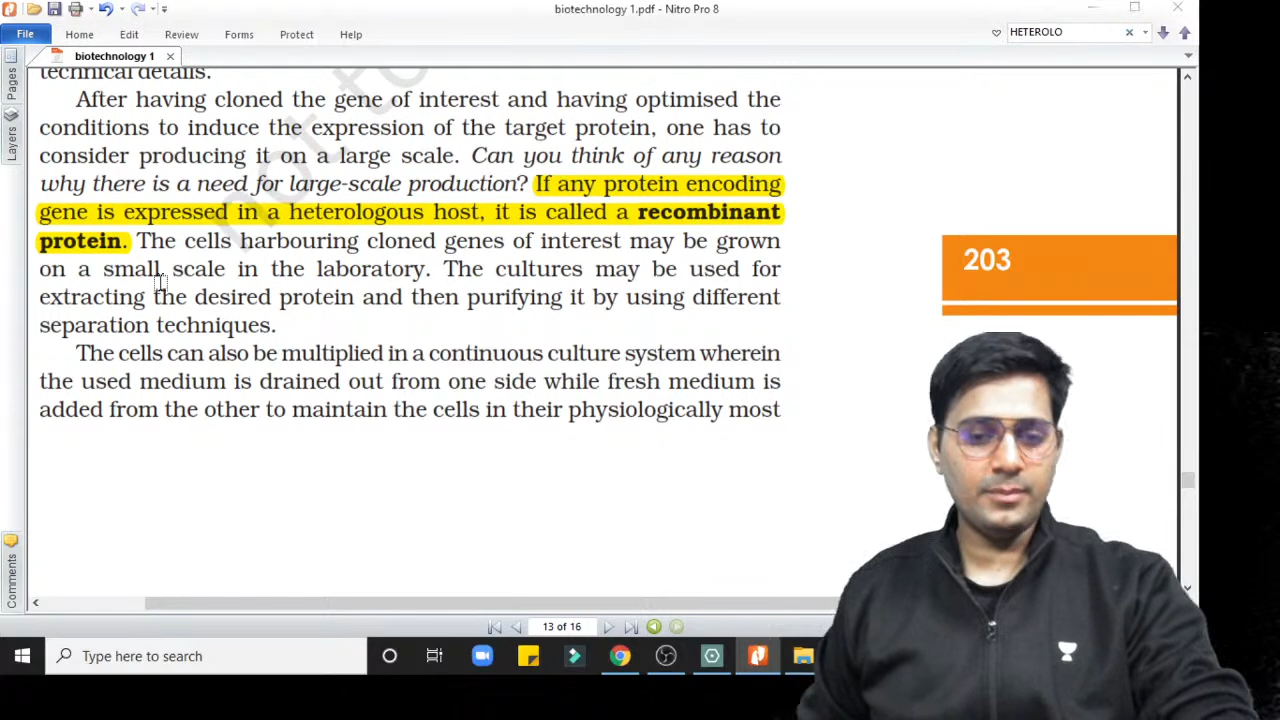 biotechnology 1.pdf - Nitro Pro 8
File Home Edit Review Forms Protect Help
HETEROLO
biotechnology 1
Pages
Layers
Comments
technical details.
After having cloned the gene of interest and having optimised the
conditions to induce the expression of the target protein, one has to
consider producing it on a large scale. Can you think of any reason
why there is a need for large-scale production? If any protein encoding
gene is expressed in a heterologous host, it is called a recombinant
protein. The cells harbouring cloned genes of interest may be grown
on a small scale in the laboratory. The cultures may be used for
extracting the desired protein and then purifying it by using different
separation techniques.
The cells can also be multiplied in a continuous culture system wherein
the used medium is drained out from one side while fresh medium is
added from the other to maintain the cells in their physiologically most
not to
203
13 of 16
Type here to search